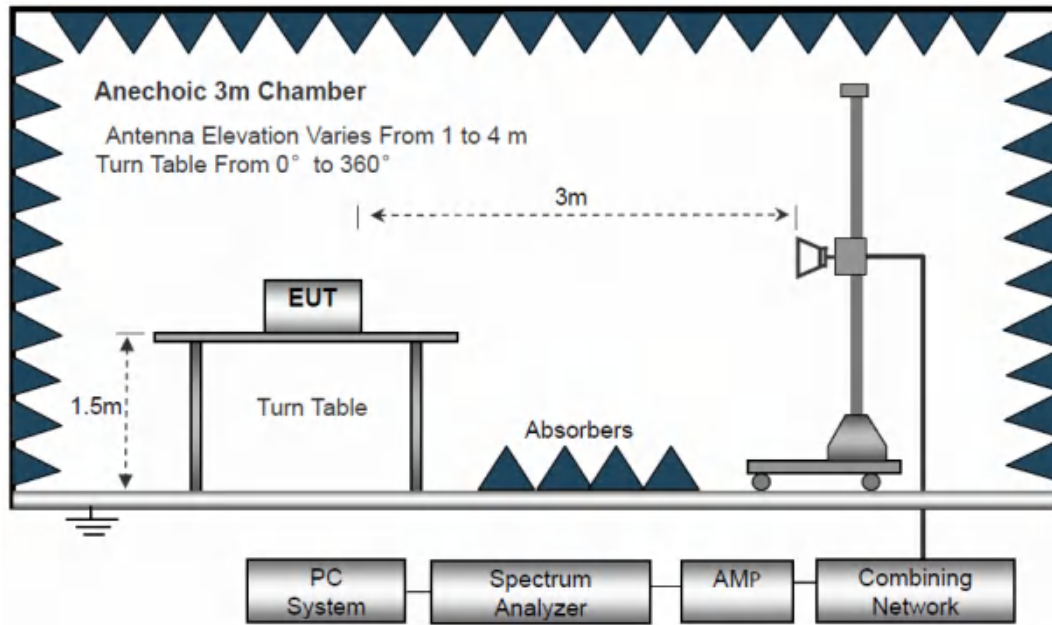 Anechoic 3m Chamber
Antenna Elevation Varies From 1 to 4 m
Turn Table From 0° to 360°
3m
EUT
1.5m
Turn Table
Absorbers
PC
System
Spectrum
Analyzer
AMP
Combining
Network